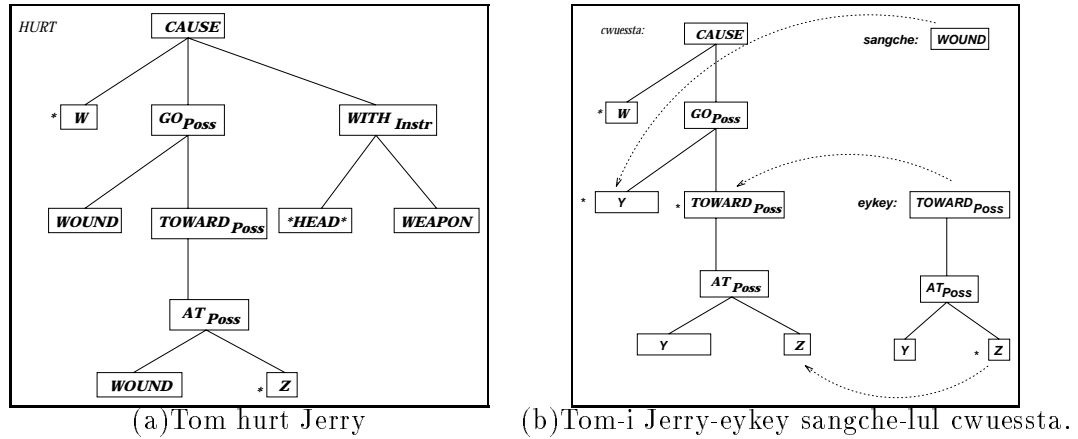 HURT
CAUSE
* W
GO Poss
WITH Instr
WOUND
TOWARD Poss
*HEAD*
WEAPON
AT Poss
WOUND
* Z
(a)Tom hurt Jerry
cwuessta:
CAUSE
sangche: WOUND
* W
GO Poss
* Y
* TOWARD Poss
eykey: TOWARD Poss
AT Poss
AT Poss
Y
Z
Y
* Z
(b)Tom-i Jerry-eykey sangche-lul cwuessta.